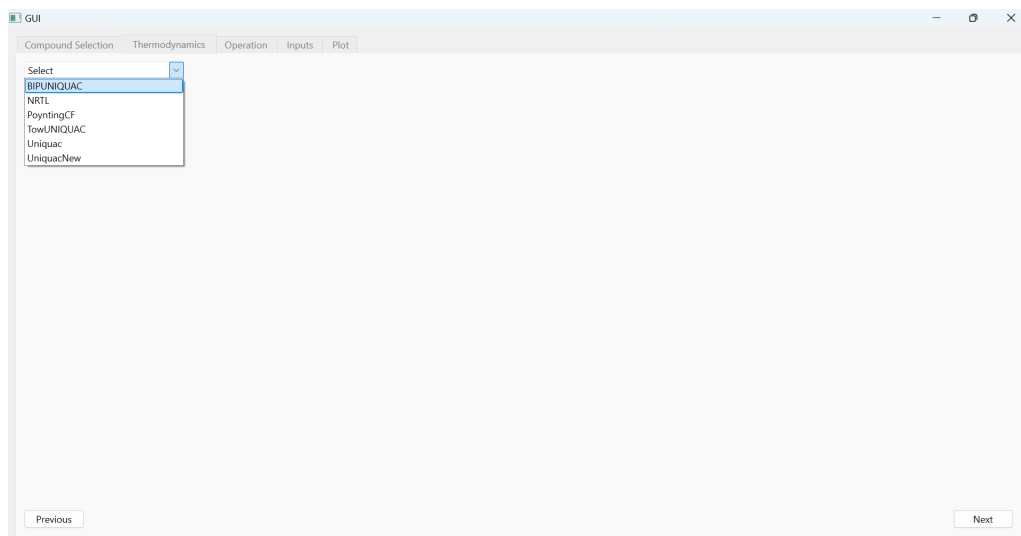 GUI
Compound Selection Thermodynamics Operation Inputs Plot
Select
BIPUNIQUAC
NRTL
PoyntingCF
TowUNIQUAC
Uniquac
UniquacNew
Previous Next